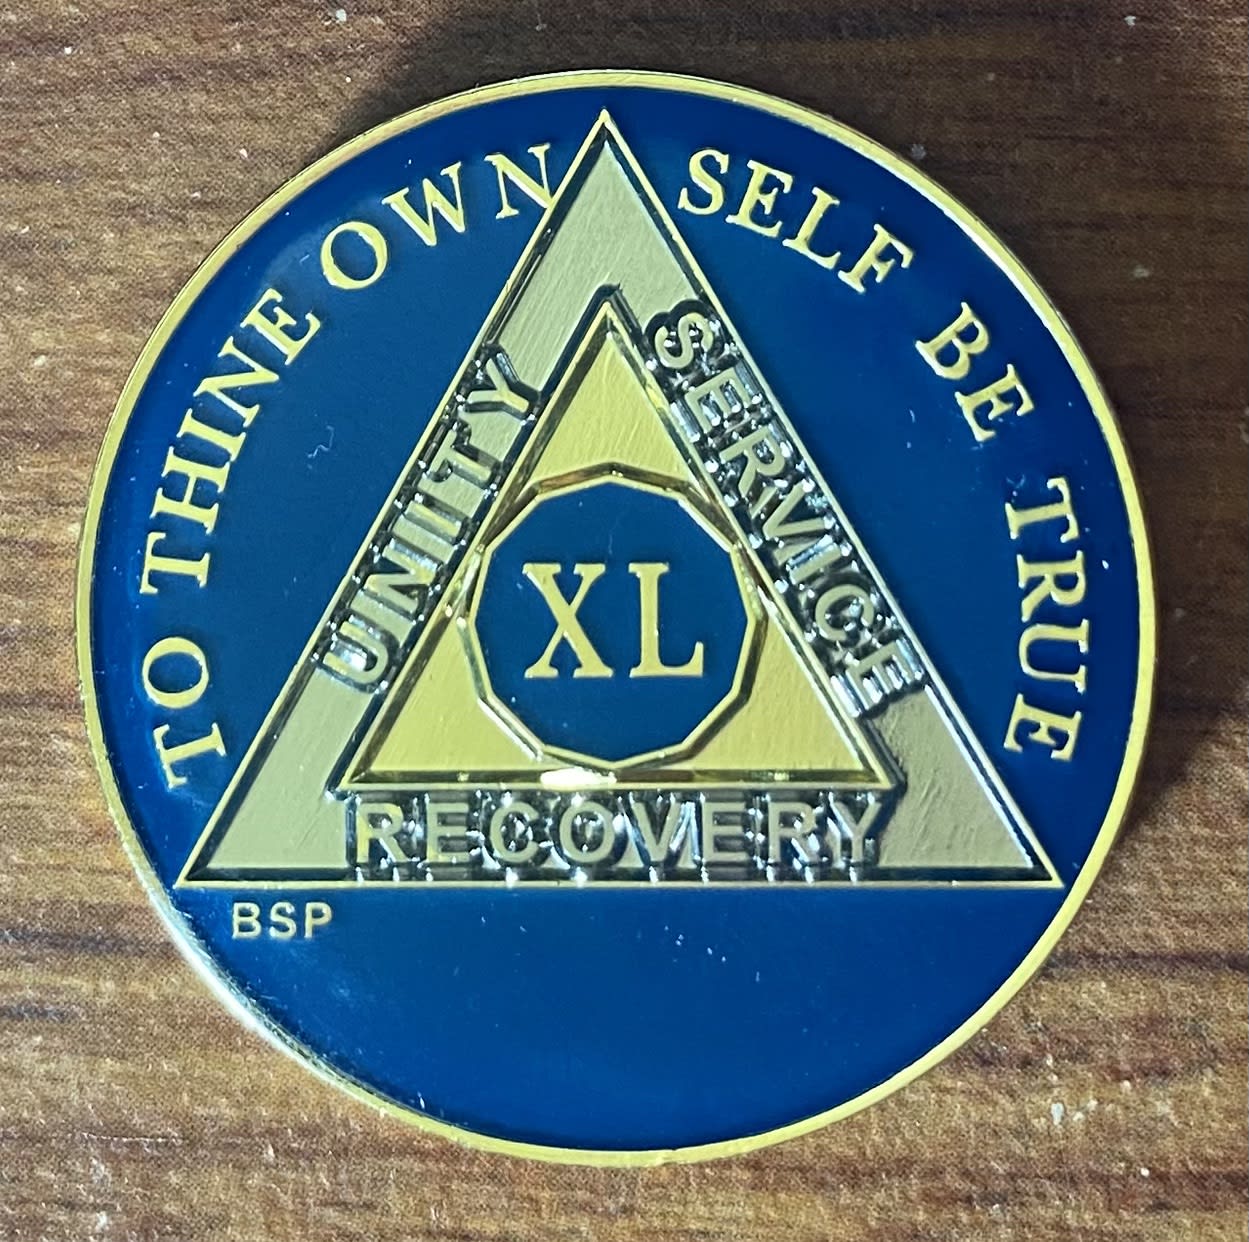 TO THINE OWN SELF BE TRUE
UNITY
SERVICE
XL
RECOVERY
BSP